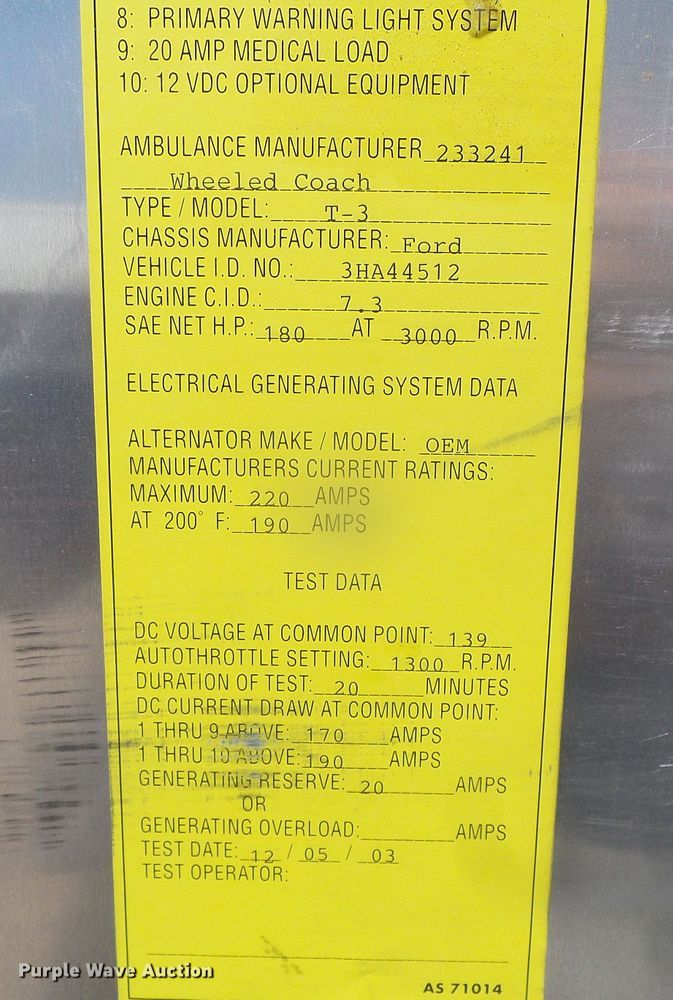 8: PRIMARY WARNING LIGHT SYSTEM
9: 20 AMP MEDICAL LOAD
10: 12 VDC OPTIONAL EQUIPMENT
AMBULANCE MANUFACTURER 233241
Wheeled Coach
TYPE / MODEL: T-3
CHASSIS MANUFACTURER: Ford
VEHICLE I.D. NO.: 3HA44512
ENGINE C.I.D.: 7.3
SAE NET H.P.: 180 AT 3000 R.P.M.
ELECTRICAL GENERATING SYSTEM DATA
ALTERNATOR MAKE / MODEL: OEM
MANUFACTURERS CURRENT RATINGS:
MAXIMUM: 220 AMPS
AT 200° F: 190 AMPS
TEST DATA
DC VOLTAGE AT COMMON POINT: 139
AUTOTHROTTLE SETTING: 1300 R.P.M.
DURATION OF TEST: 20 MINUTES
DC CURRENT DRAW AT COMMON POINT:
1 THRU 9 ABOVE: 170 AMPS
1 THRU 10 ABOVE: 190 AMPS
GENERATING RESERVE: 20 AMPS
OR
GENERATING OVERLOAD: AMPS
TEST DATE: 12 / 05 / 03
TEST OPERATOR:
AS 71014
Purple Wave Auction